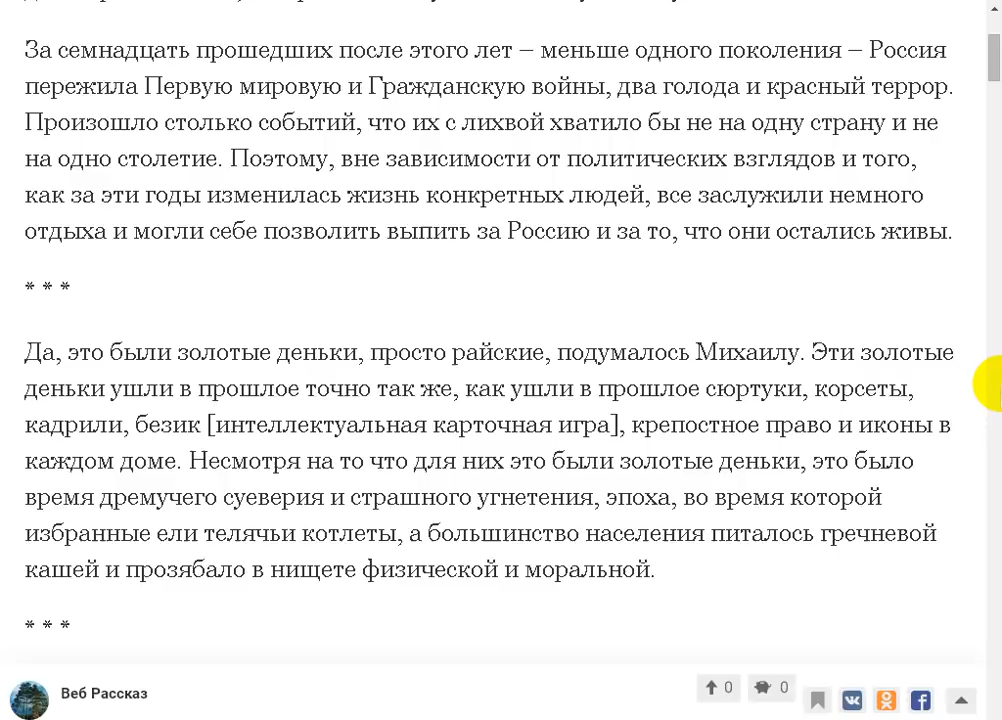 За семнадцать прошедших после этого лет – меньше одного поколения – Россия
пережила Первую мировую и Гражданскую войны, два голода и красный террор.
Произошло столько событий, что их с лихвой хватило бы не на одну страну и не
на одно столетие. Поэтому, вне зависимости от политических взглядов и того,
как за эти годы изменилась жизнь конкретных людей, все заслужили немного
отдыха и могли себе позволить выпить за Россию и за то, что они остались живы.
* * *
Да, это были золотые деньки, просто райские, подумалось Михаилу. Эти золотые
деньки ушли в прошлое точно так же, как ушли в прошлое сюртуки, корсеты,
кадрили, безик [интеллектуальная карточная игра], крепостное право и иконы в
каждом доме. Несмотря на то что для них это были золотые деньки, это было
время дремучего суеверия и страшного угнетения, эпоха, во время которой
избранные ели телячьи котлеты, а большинство населения питалось гречневой
кашей и прозябало в нищете физической и моральной.
* * *
Веб Рассказ
0 0